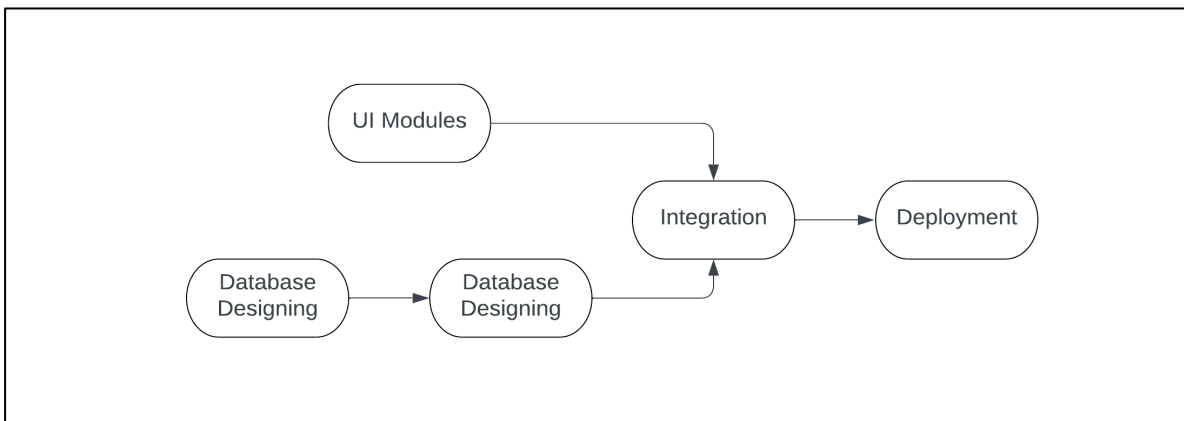 UI Modules
Integration
Deployment
Database
Designing
Database
Designing